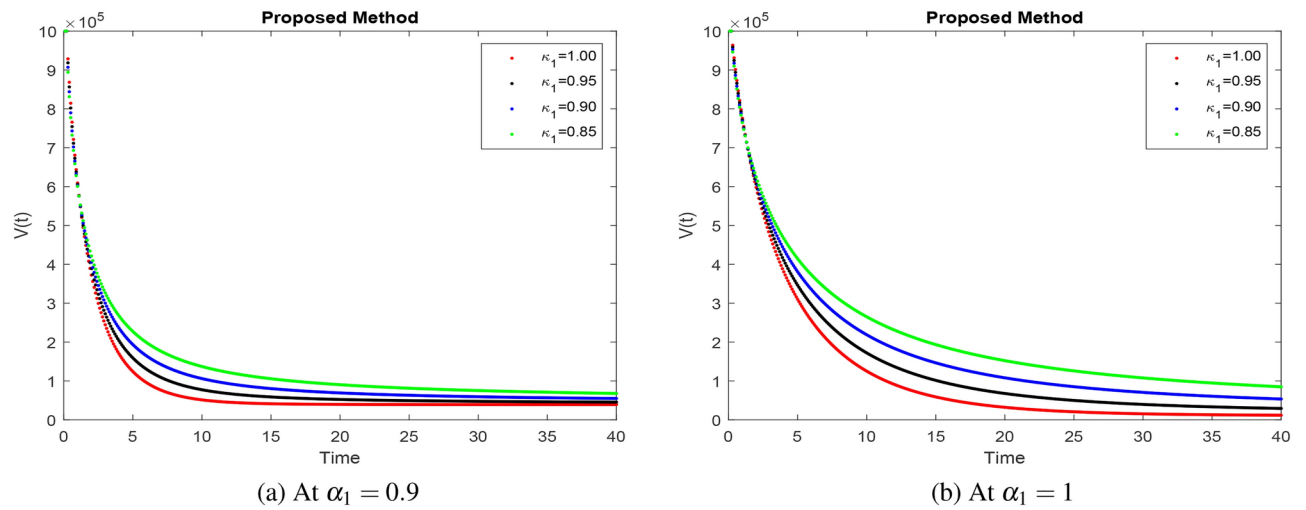 Proposed Method
× 10⁵
10
9
8
7
6
5
4
3
2
1
0
V(t)
0 5 10 15 20 25 30 35 40
Time
κ₁=1.00
κ₁=0.95
κ₁=0.90
κ₁=0.85
(a) At α₁ = 0.9
Proposed Method
× 10⁵
10
9
8
7
6
5
4
3
2
1
0
V(t)
0 5 10 15 20 25 30 35 40
Time
κ₁=1.00
κ₁=0.95
κ₁=0.90
κ₁=0.85
(b) At α₁ = 1